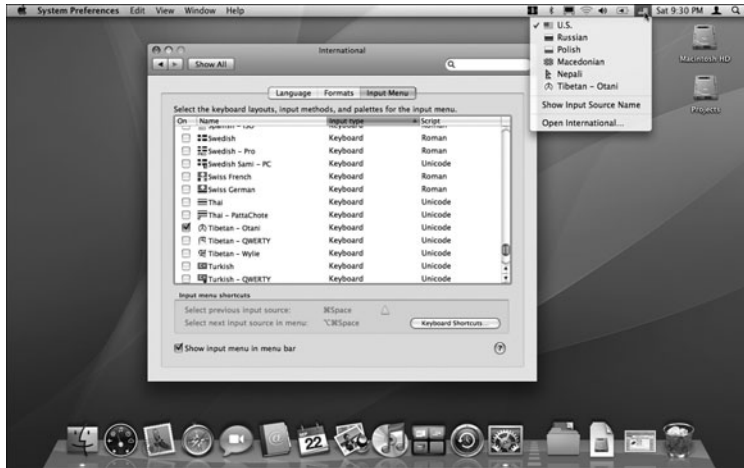 System Preferences Edit View Window Help
Sat 9:30 PM
U.S.
Russian
Polish
Macedonian
Nepali
Tibetan – Otani
Show Input Source Name
Open International...
Macintosh HD
Projects
International
Show All
Language Formats Input Menu
Select the keyboard layouts, input methods, and palettes for the input menu.
On Name Input type Script
Spanish – ISO Keyboard Roman
Swedish Keyboard Roman
Swedish – Pro Keyboard Roman
Swedish Sami – PC Keyboard Unicode
Swiss French Keyboard Roman
Swiss German Keyboard Roman
Thai Keyboard Unicode
Thai – PattaChote Keyboard Unicode
Tibetan – Otani Keyboard Unicode
Tibetan – QWERTY Keyboard Unicode
Tibetan – Wylie Keyboard Unicode
Turkish Keyboard Unicode
Turkish – QWERTY Keyboard Unicode
Input menu shortcuts
Select previous input source: ⌘Space
Select next input source in menu: ⌥⌘Space
Keyboard Shortcuts...
Show input menu in menu bar
22